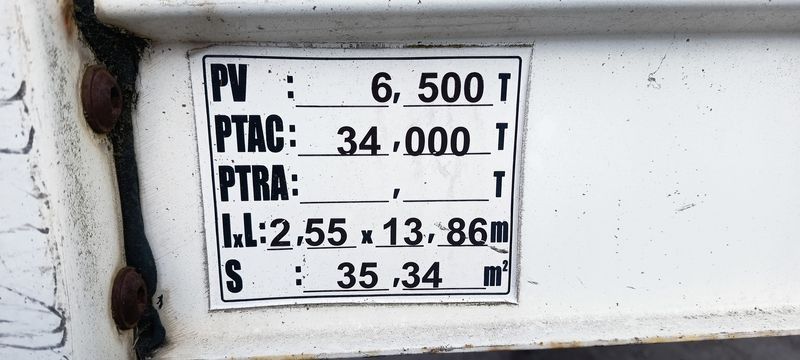 PV : 6, 500 T
PTAC: 34 ,000 T
PTRA: , T
lxL: 2,55 x 13, 86 m
S : 35 ,34 m²